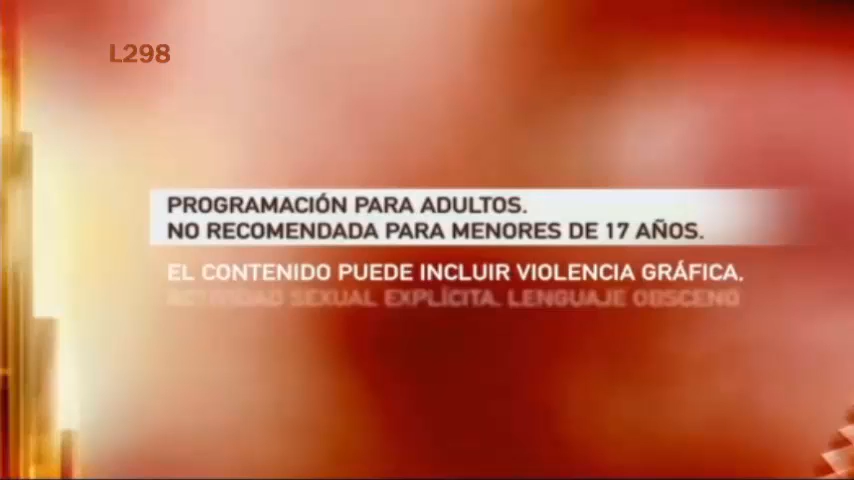 L298
PROGRAMACIÓN PARA ADULTOS.
NO RECOMENDADA PARA MENORES DE 17 AÑOS.
EL CONTENIDO PUEDE INCLUIR VIOLENCIA GRÁFICA.
ACTIVIDAD SEXUAL EXPLÍCITA. LENGUAJE OBSCENO